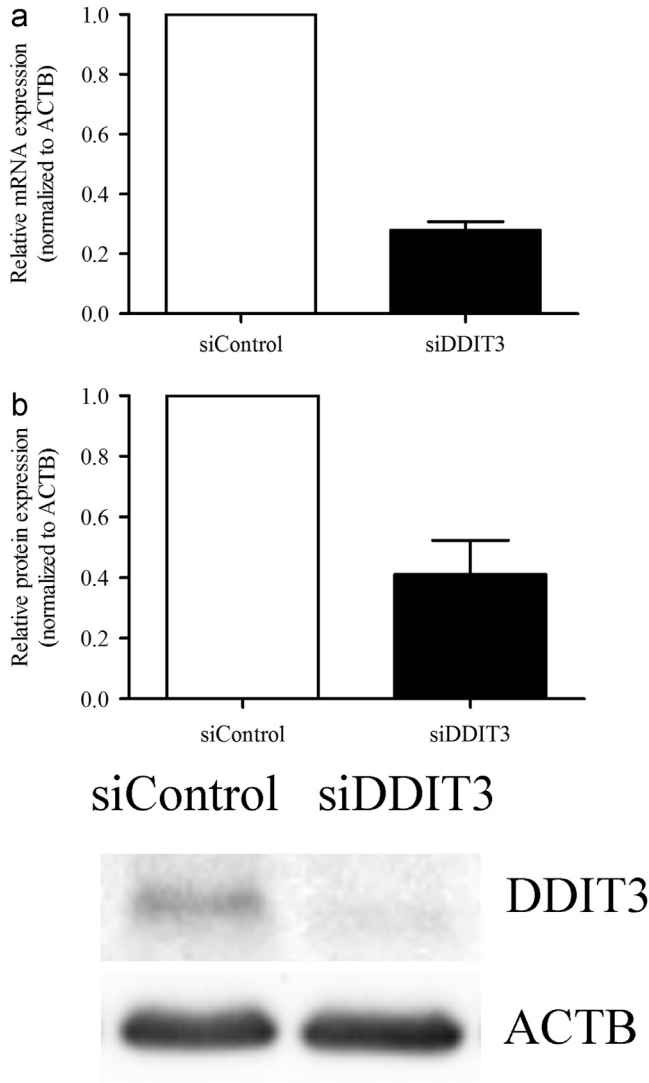 a
Relative mRNA expression
(normalized to ACTB)
1.0
0.8
0.6
0.4
0.2
0.0
siControl siDDIT3
b
Relative protein expression
(normalized to ACTB)
1.0
0.8
0.6
0.4
0.2
0.0
siControl siDDIT3
siControl siDDIT3
DDIT3
ACTB